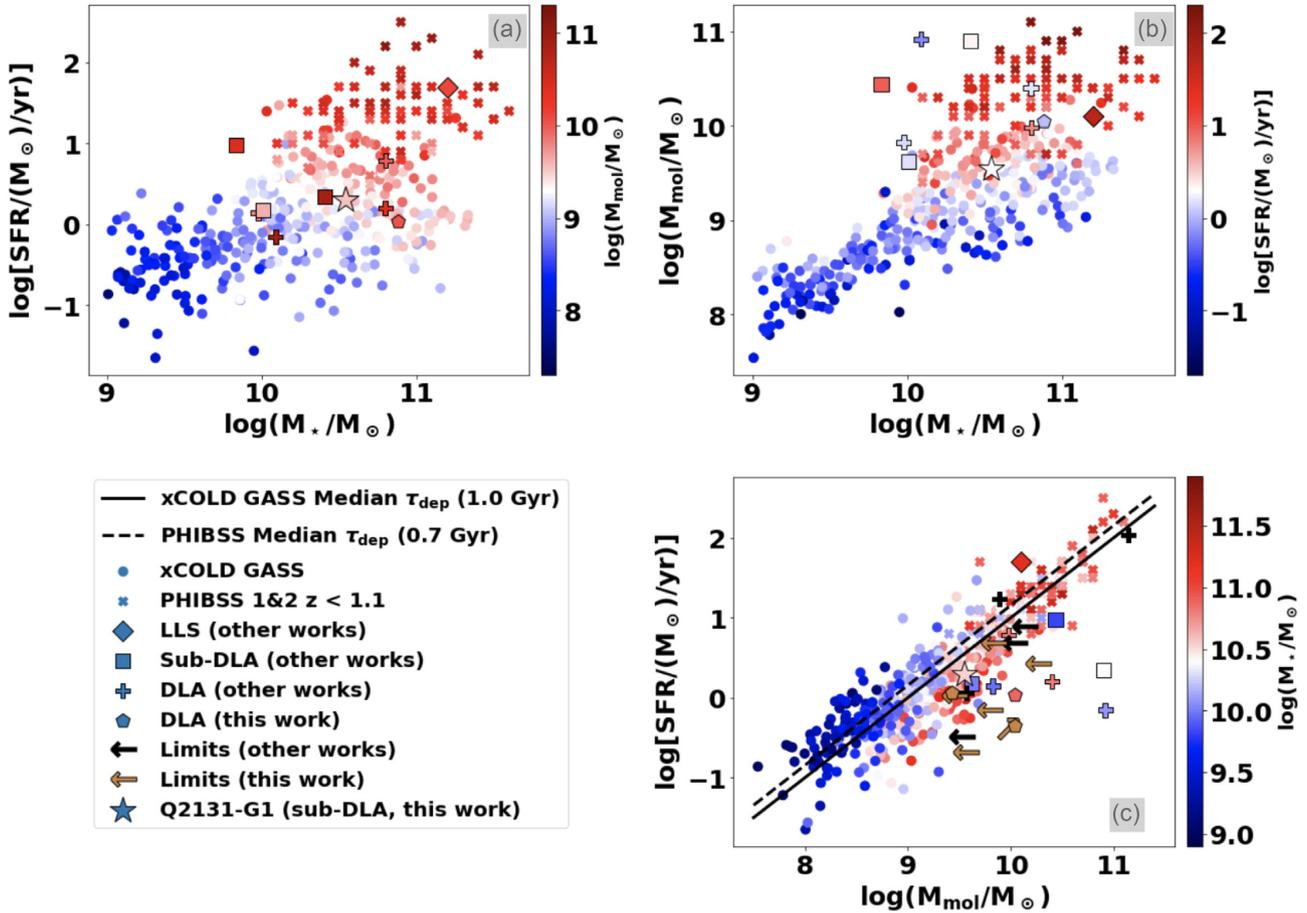 (a)
2
1
0
−1
log[SFR/(M⊙)/yr)]
9
10
11
log(M⋆/M⊙)
11
10
9
8
log(Mmol/M⊙)
(b)
11
10
9
8
log(Mmol/M⊙)
9
10
11
log(M⋆/M⊙)
2
1
0
−1
log[SFR/(M⊙)/yr)]
xCOLD GASS Median τdep (1.0 Gyr)
PHIBSS Median τdep (0.7 Gyr)
xCOLD GASS
PHIBSS 1&2 z < 1.1
LLS (other works)
Sub-DLA (other works)
DLA (other works)
DLA (this work)
Limits (other works)
Limits (this work)
Q2131-G1 (sub-DLA, this work)
2
1
0
−1
log[SFR/(M⊙)/yr)]
(c)
8
9
10
11
log(Mmol/M⊙)
11.5
11.0
10.5
10.0
9.5
9.0
log(M⋆/M⊙)